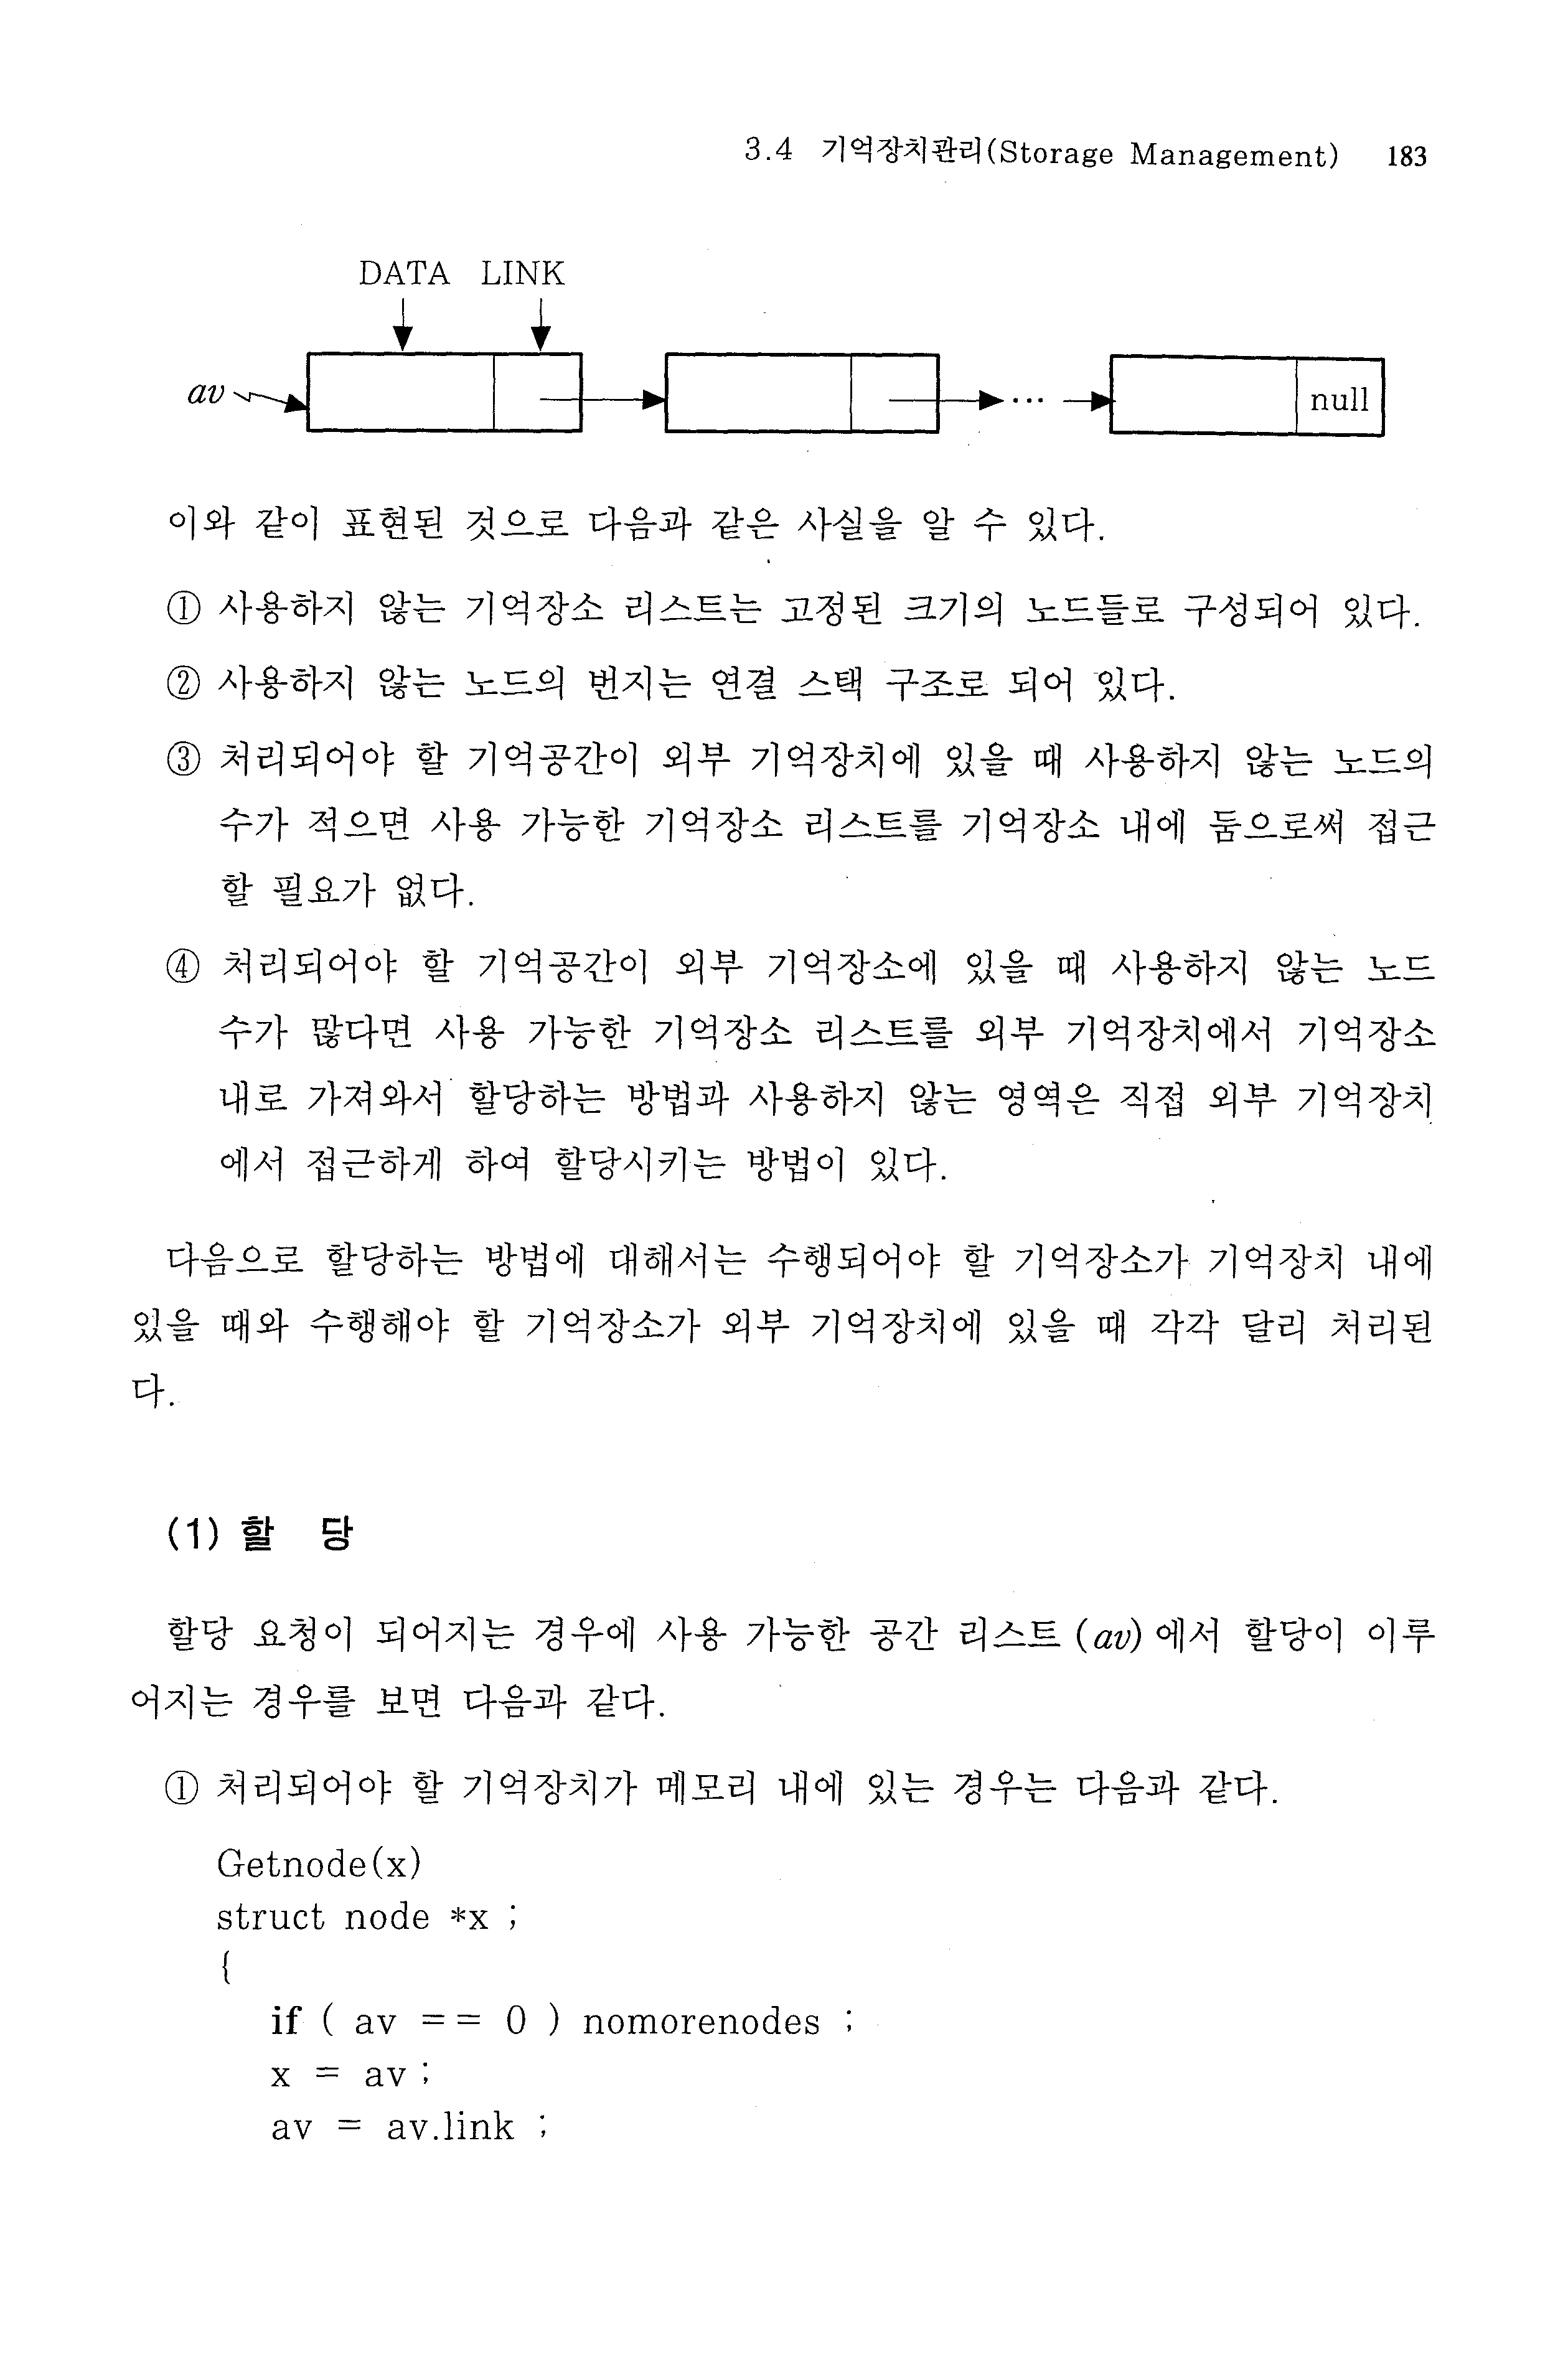 3.4 기억장치관리(Storage Management) 183
DATA LINK
av ... null
이와 같이 표현된 것으로 다음과 같은 사실을 알 수 있다.
① 사용하지 않는 기억장소 리스트는 고정된 크기의 노드들로 구성되어 있다.
② 사용하지 않는 노드의 번지는 연결 스택 구조로 되어 있다.
③ 처리되어야 할 기억공간이 외부 기억장치에 있을 때 사용하지 않는 노드의
수가 적으면 사용 가능한 기억장소 리스트를 기억장소 내에 둠으로써 접근
할 필요가 없다.
④ 처리되어야 할 기억공간이 외부 기억장소에 있을 때 사용하지 않는 노드
수가 많다면 사용 가능한 기억장소 리스트를 외부 기억장치에서 기억장소
내로 가져와서 할당하는 방법과 사용하지 않는 영역은 직접 외부 기억장치
에서 접근하게 하여 할당시키는 방법이 있다.
다음으로 할당하는 방법에 대해서는 수행되어야 할 기억장소가 기억장치 내에
있을 때와 수행해야 할 기억장소가 외부 기억장치에 있을 때 각각 달리 처리된
다.
(1) 할 당
할당 요청이 되어지는 경우에 사용 가능한 공간 리스트 (av) 에서 할당이 이루
어지는 경우를 보면 다음과 같다.
① 처리되어야 할 기억장치가 메모리 내에 있는 경우는 다음과 같다.
Getnode(x)
struct node *x ;
{
if ( av == 0 ) nomorenodes ;
x = av ;
av = av.link ;